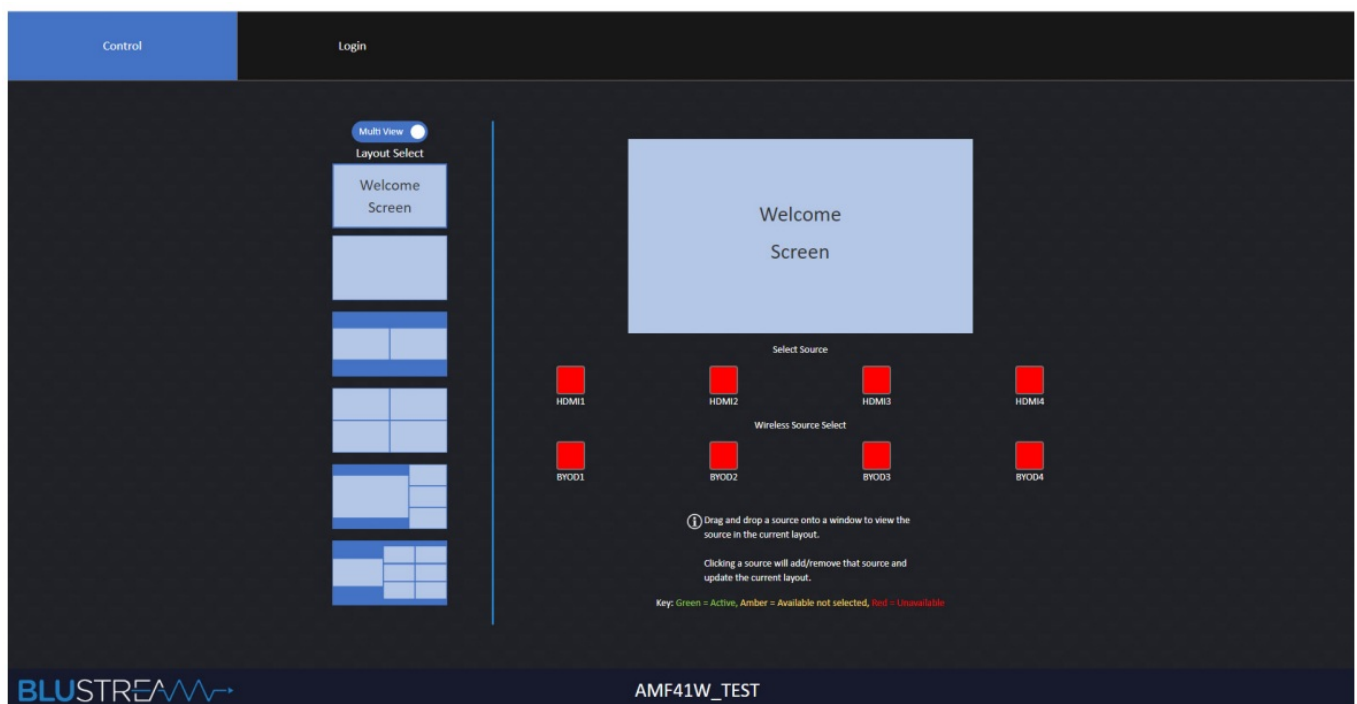 Control
Login
Multi View
Layout Select
Welcome
Screen
Welcome
Screen
Select Source
HDMI1
HDMI2
HDMI3
HDMI4
Wireless Source Select
BYOD1
BYOD2
BYOD3
BYOD4
Drag and drop a source onto a window to view the
source in the current layout.
Clicking a source will add/remove that source and
update the current layout.
Key: Green = Active, Amber = Available not selected, Red = Unavailable
BLUSTREAM
AMF41W_TEST